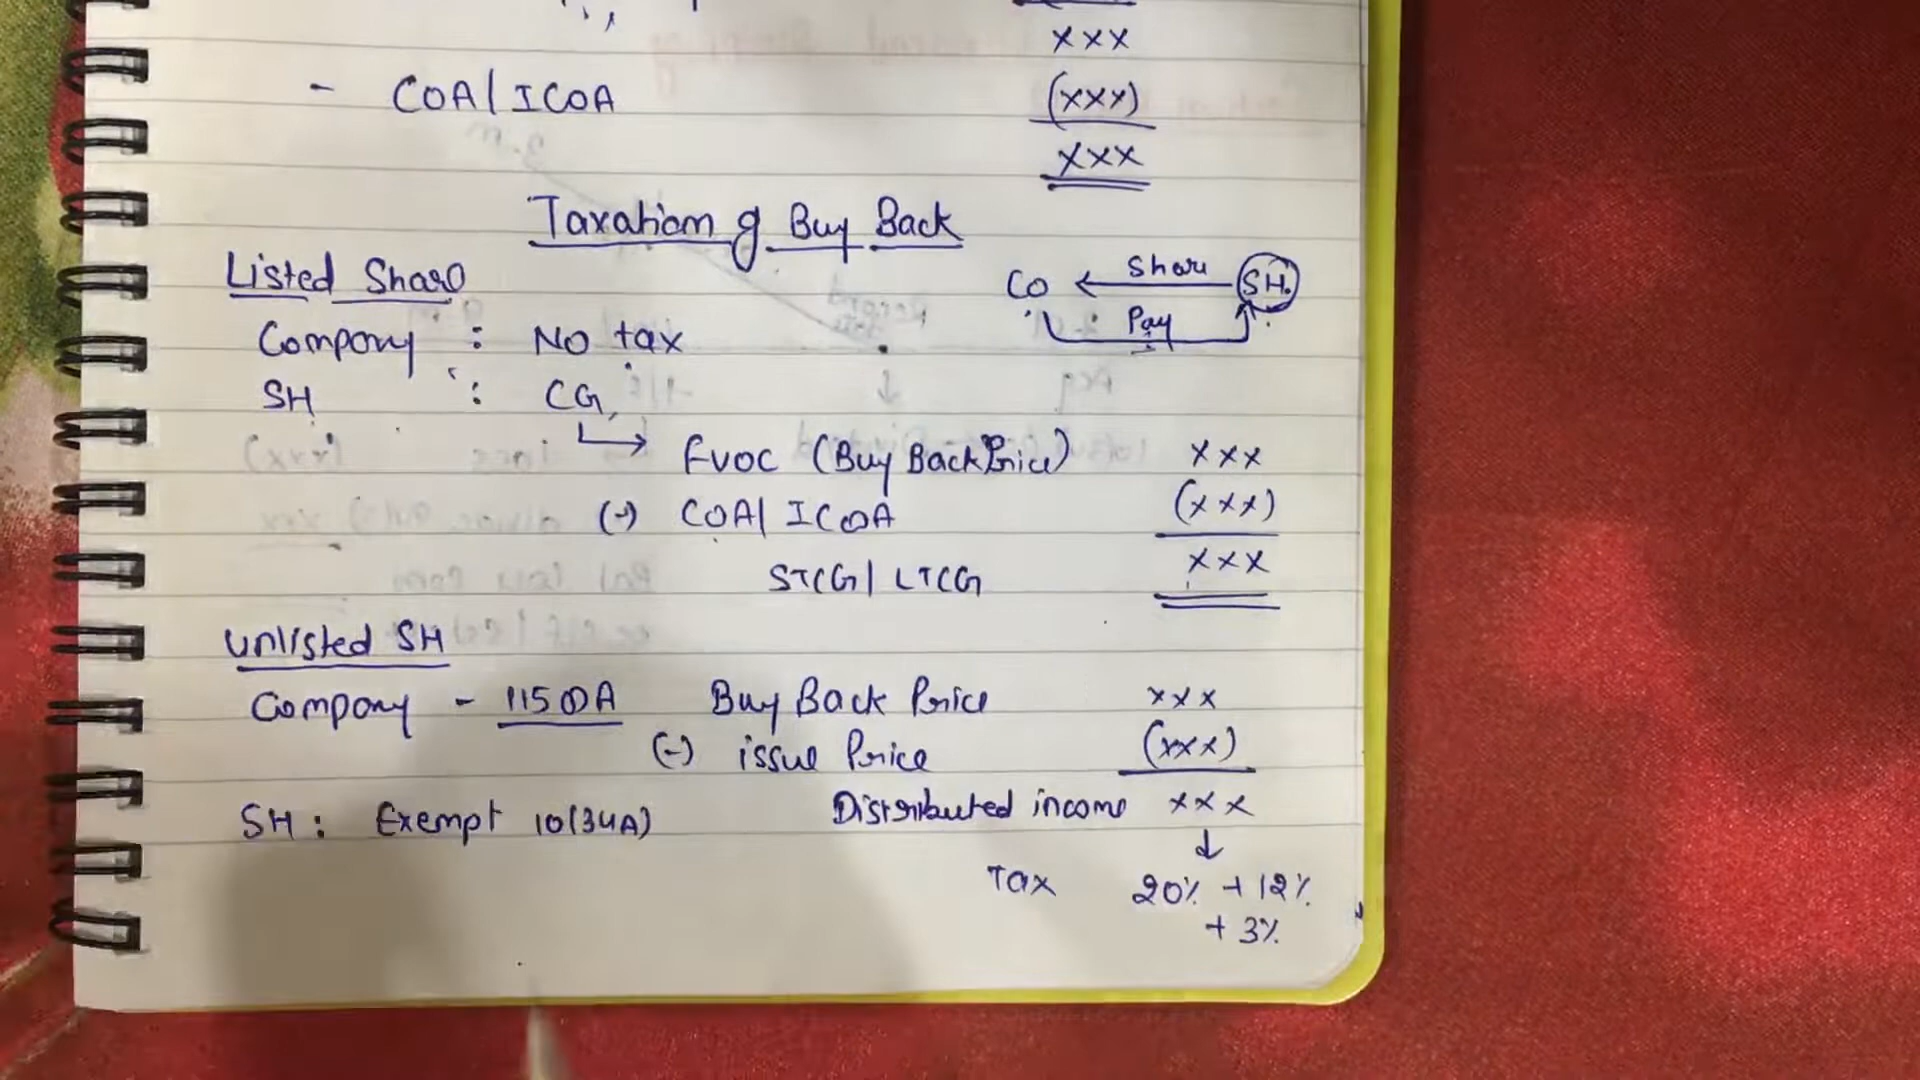 xxx
- COA/ICOA (xxx)
xxx
Taxation of Buy Back
Listed Share
Co ← Share SH.
Pay
Company : No tax
SH : CG
FVOC (Buy Back Price) xxx
(-) COA/ICOA (xxx)
STCG/LTCG xxx
Unlisted SH
Company - 115QA Buy Back Price xxx
(-) issue Price (xxx)
SH: Exempt 10(34A) Distributed income xxx
↓
Tax 20% + 12%
+ 3%